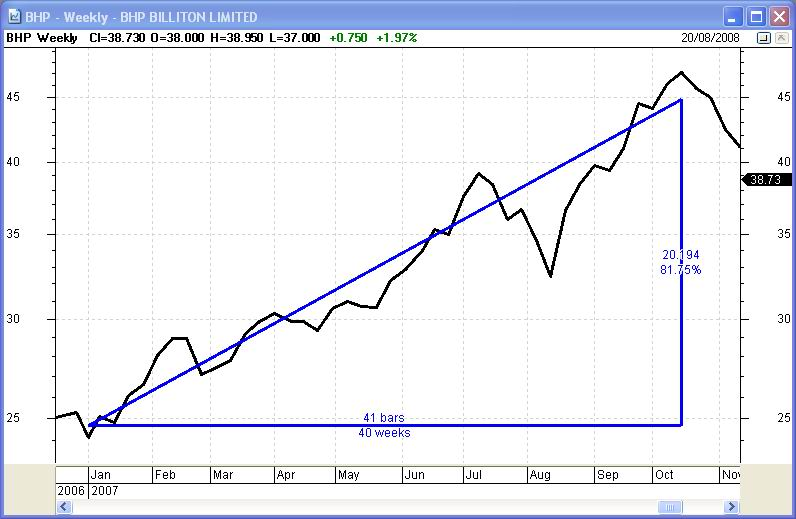 BHP - Weekly - BHP BILLITON LIMITED
BHP Weekly Cl=38.730 O=38.000 H=38.950 L=37.000 +0.750 +1.97% 20/08/2008
45 45
40 40
38.73
35 35
20.194
81.75%
30 30
25 25
41 bars
40 weeks
Jan Feb Mar Apr May Jun Jul Aug Sep Oct Nov
2006 2007